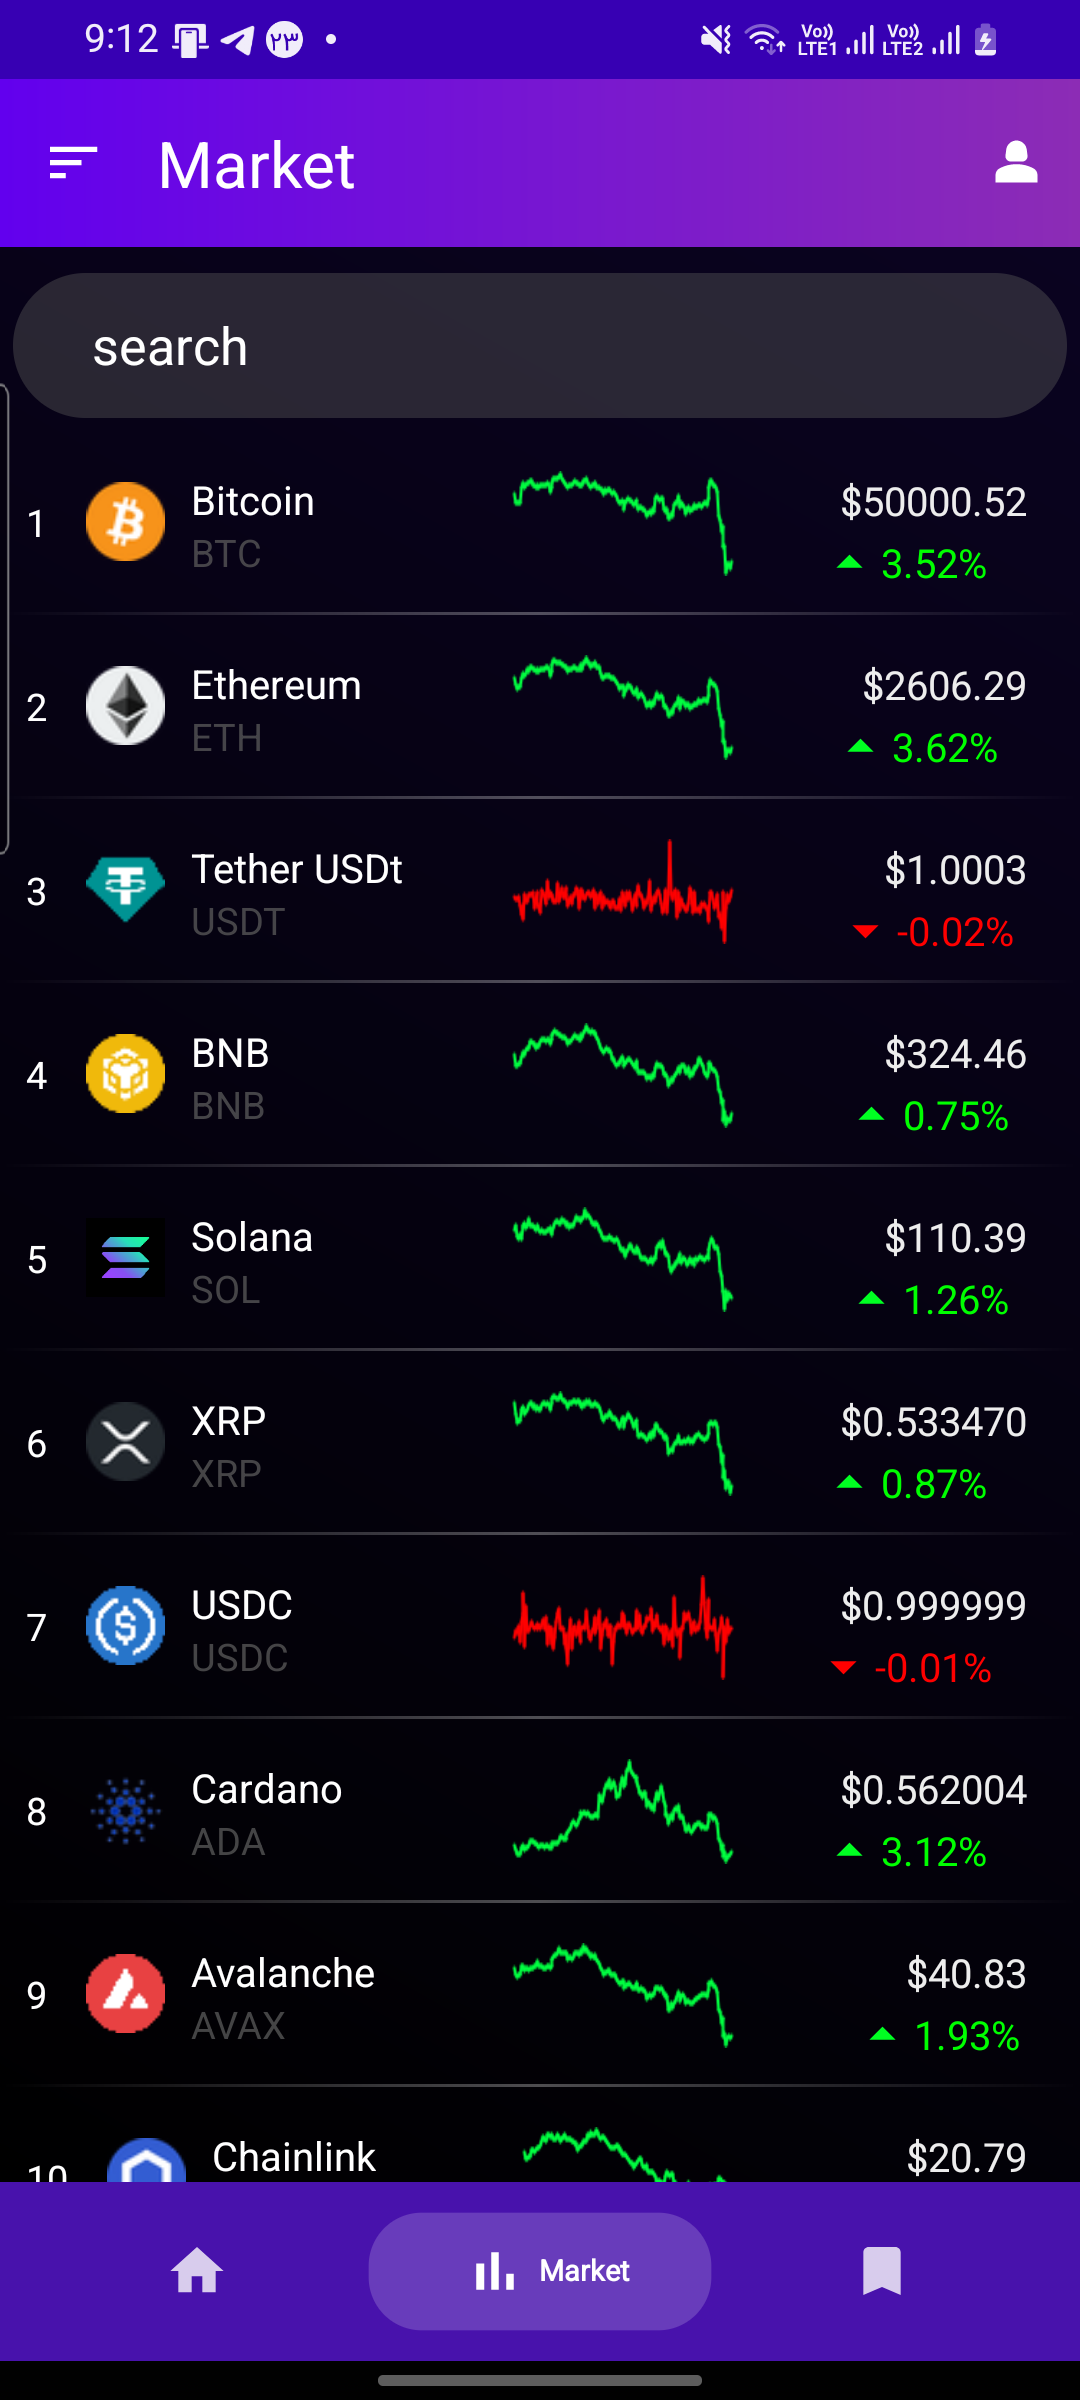 9:12 ۲۳ Vo)) LTE1 Vo)) LTE2
Market
search
1 Bitcoin $50000.52
BTC 3.52%
2 Ethereum $2606.29
ETH 3.62%
3 Tether USDt $1.0003
USDT -0.02%
4 BNB $324.46
BNB 0.75%
5 Solana $110.39
SOL 1.26%
6 XRP $0.533470
XRP 0.87%
7 USDC $0.999999
USDC -0.01%
8 Cardano $0.562004
ADA 3.12%
9 Avalanche $40.83
AVAX 1.93%
10 Chainlink $20.79
Market